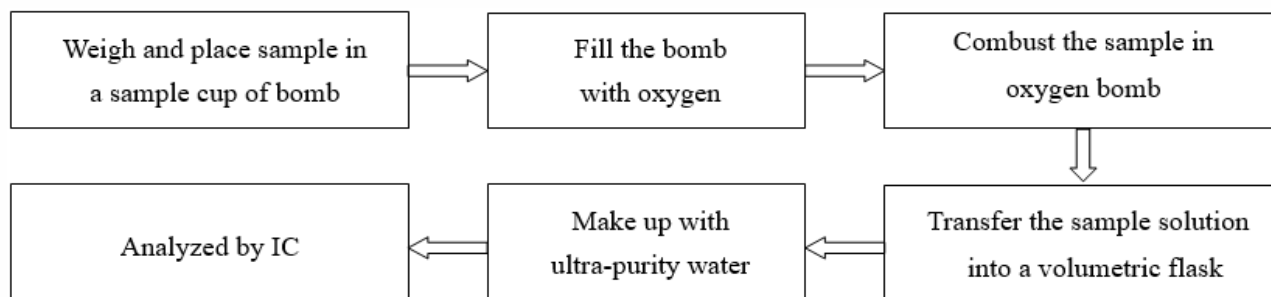 Weigh and place sample in
a sample cup of bomb
Fill the bomb
with oxygen
Combust the sample in
oxygen bomb
Transfer the sample solution
into a volumetric flask
Make up with
ultra-purity water
Analyzed by IC